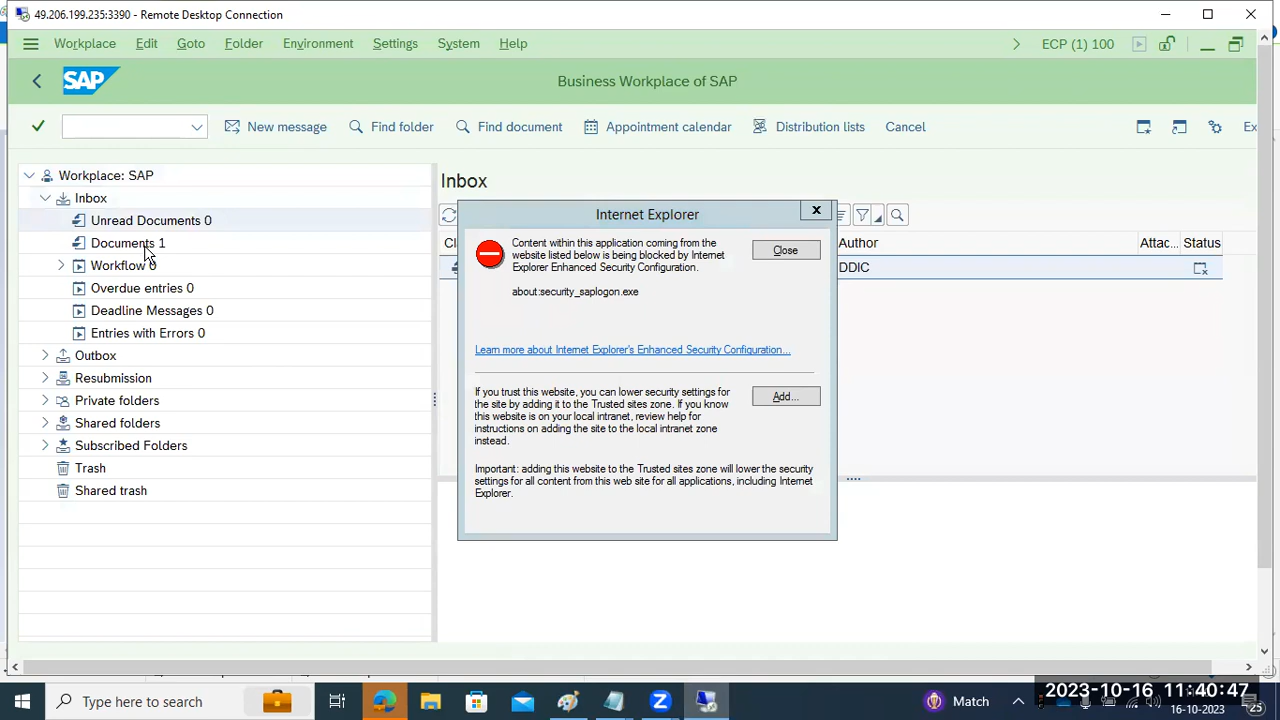 49.206.199.235:3390 - Remote Desktop Connection
Workplace Edit Goto Folder Environment Settings System Help ECP (1) 100
SAP Business Workplace of SAP
New message Find folder Find document Appointment calendar Distribution lists Cancel Ex
Workplace: SAP
Inbox
Unread Documents 0
Documents 1
Workflow 0
Overdue entries 0
Deadline Messages 0
Entries with Errors 0
Outbox
Resubmission
Private folders
Shared folders
Subscribed Folders
Trash
Shared trash
Inbox
Author Attac... Status
DDIC
Internet Explorer
Content within this application coming from the
website listed below is being blocked by Internet
Explorer Enhanced Security Configuration.
Close
about:security_saplogon.exe
Learn more about Internet Explorer's Enhanced Security Configuration...
If you trust this website, you can lower security settings for
the site by adding it to the Trusted sites zone. If you know
this website is on your local intranet, review help for
instructions on adding the site to the local intranet zone
instead.
Add...
Important: adding this website to the Trusted sites zone will lower the security
settings for all content from this web site for all applications, including Internet
Explorer.
Type here to search
Match
2023-10-16 11:40:47
16-10-2023
25